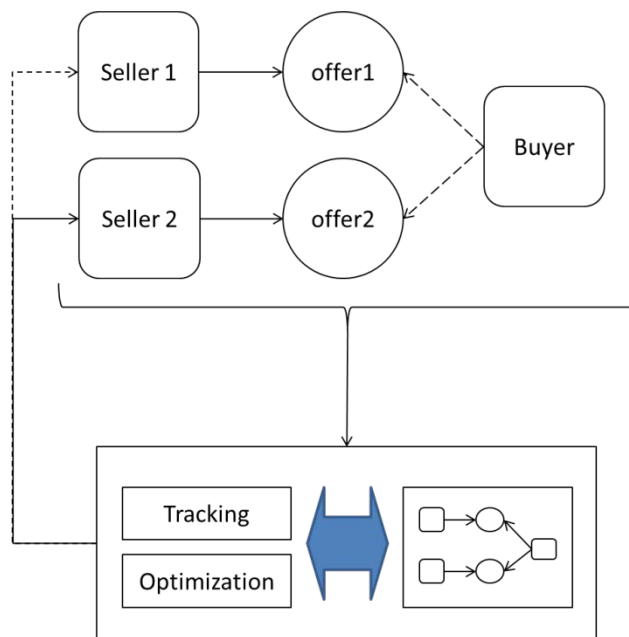 Seller 1
offer1
Buyer
Seller 2
offer2
Tracking
Optimization